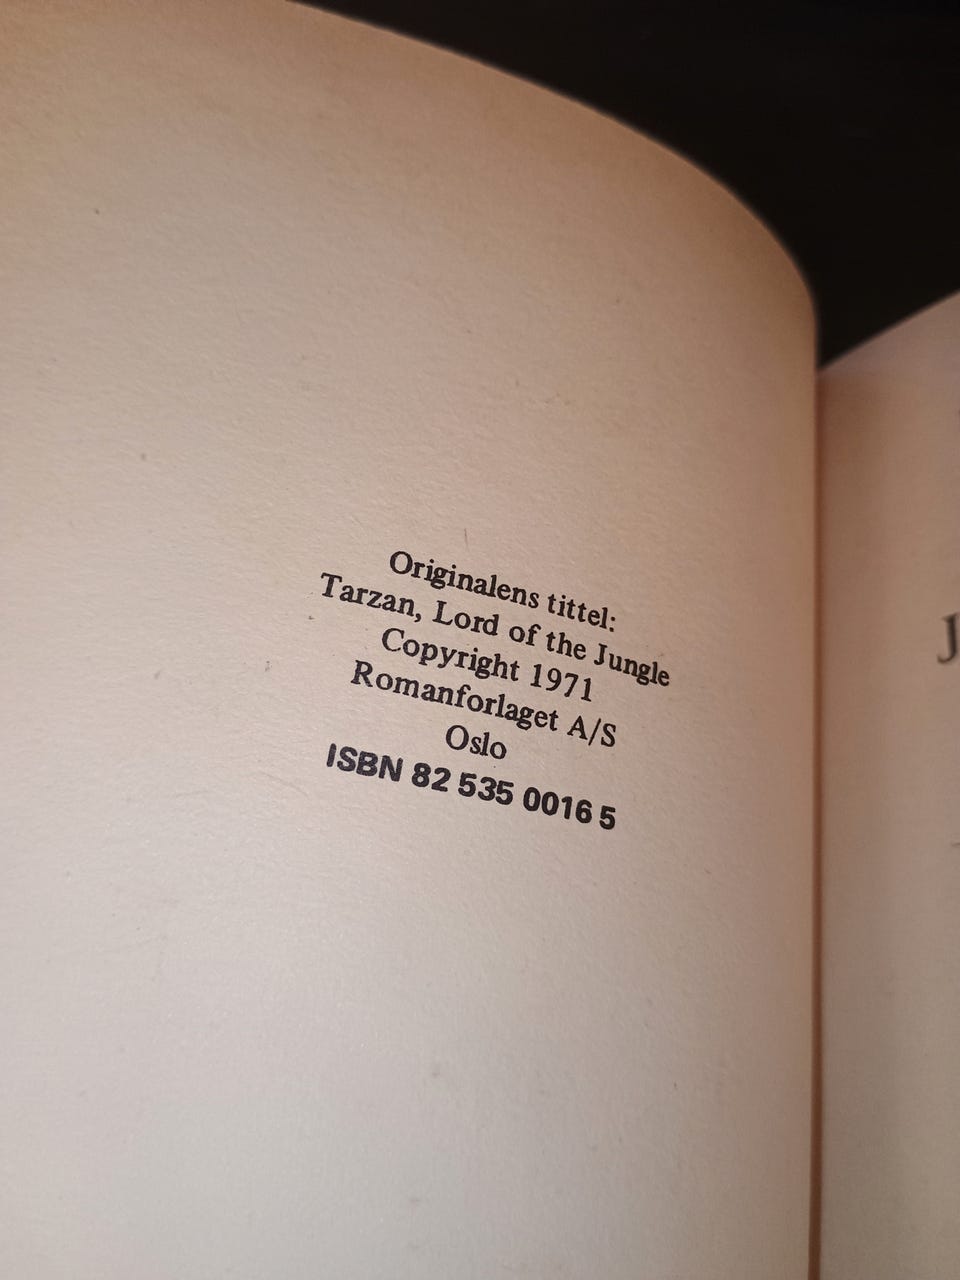 Originalens tittel:
Tarzan, Lord of the Jungle
Copyright 1971
Romanforlaget A/S
Oslo
ISBN 82 535 0016 5
J